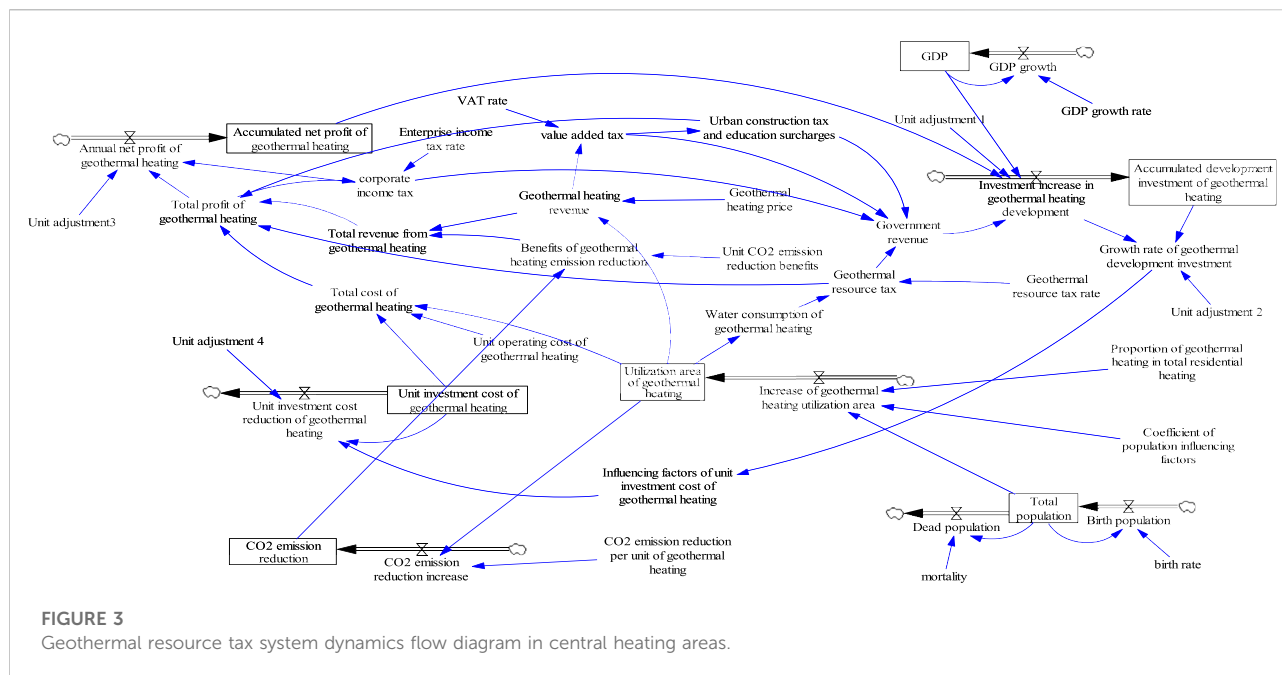 GDP
GDP growth
GDP growth rate
VAT rate
Unit adjustment 1
Accumulated net profit of
geothermal heating
Enterprise income
tax rate
value added tax
Urban construction tax
and education surcharges
Annual net profit of
geothermal heating
corporate
income tax
Accumulated development
investment of geothermal
heating
Investment increase in
geothermal heating
development
Unit adjustment3
Total profit of
geothermal heating
Geothermal heating
revenue
Geothermal
heating price
Government
revenue
Total revenue from
geothermal heating
Benefits of geothermal
heating emission reduction
Unit CO2 emission
reduction benefits
Growth rate of geothermal
development investment
Geothermal
resource tax
Geothermal
resource tax rate
Unit adjustment 2
Total cost of
geothermal heating
Water consumption of
geothermal heating
Unit adjustment 4
Unit operating cost of
geothermal heating
Proportion of geothermal
heating in total residential
heating
Utilization area of geothermal
heating
Increase of geothermal
heating utilization area
Unit investment cost of
geothermal heating
Unit investment cost
reduction of geothermal
heating
Coefficient of
population influencing
factors
Influencing factors of unit
investment cost of
geothermal heating
Total
population
Dead population
Birth population
CO2 emission
reduction
CO2 emission
reduction increase
CO2 emission reduction
per unit of geothermal
heating
mortality
birth rate
FIGURE 3
Geothermal resource tax system dynamics flow diagram in central heating areas.